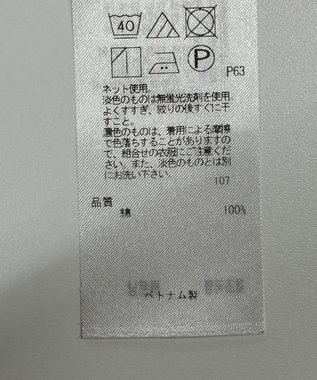 40
P
P63
ネット使用。
淡色のものは無蛍光洗剤を使用。
よくすすぎ、絞りの後すぐに干
すこと。
濃色のものは、着用による摩擦
で色落ちすることがありますの
で、組合せの衣服にご注意くだ
さい。また、淡色のものとは別
にお洗い下さい。
107
品質
綿 100%
ベトナム製